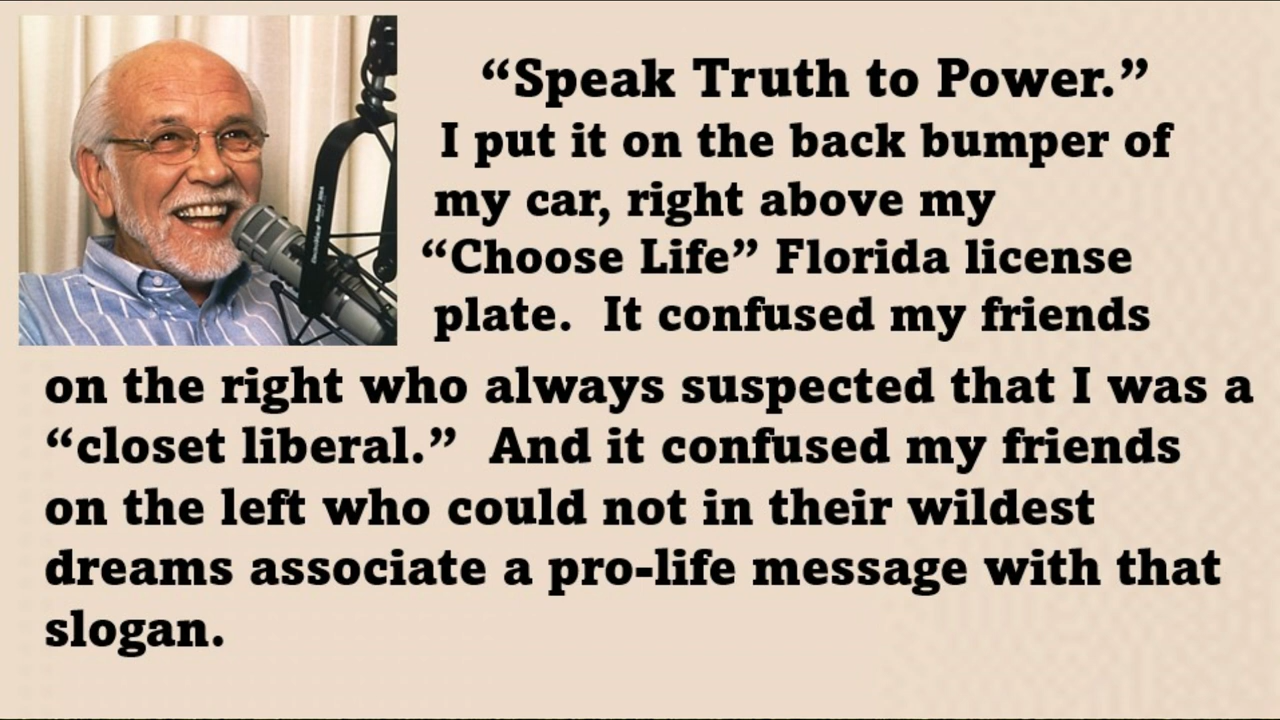 “Speak Truth to Power.”
I put it on the back bumper of
my car, right above my
“Choose Life” Florida license
plate.  It confused my friends
on the right who always suspected that I was a
“closet liberal.”  And it confused my friends
on the left who could not in their wildest
dreams associate a pro-life message with that
slogan.